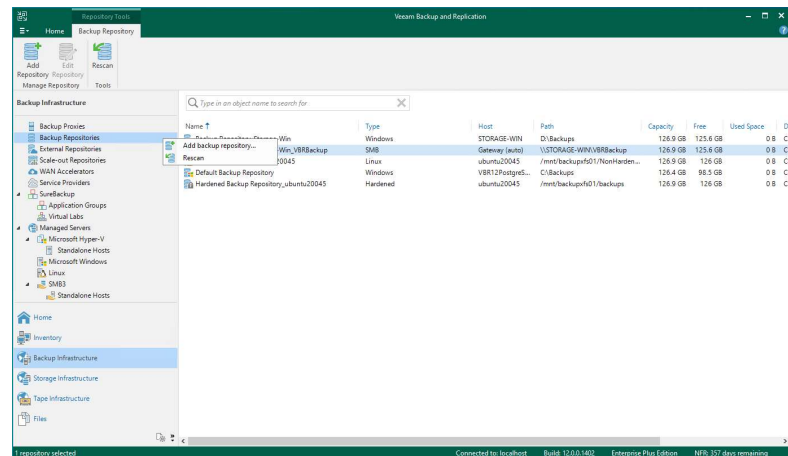 Repository Tools
Veeam Backup and Replication
Home
Backup Repository
Add Repository
Edit Repository
Rescan
Manage Repository
Tools
Backup Infrastructure
Type in an object name to search for
Backup Proxies
Backup Repositories
External Repositories
Scale-out Repositories
WAN Accelerators
Service Providers
SureBackup
Application Groups
Virtual Labs
Managed Servers
Microsoft Hyper-V
Standalone Hosts
Microsoft Windows
Linux
SMB3
Standalone Hosts
Home
Inventory
Backup Infrastructure
Storage Infrastructure
Tape Infrastructure
Files
Add backup repository...
Rescan
Name Type Host Path Capacity Free Used Space D
Windows STORAGE-WIN D:\Backups 126.9 GB 125.6 GB 0 B C
Win_VBRBackup SMB Gateway (auto) \\STORAGE-WIN\VBRBackup 126.9 GB 125.6 GB 0 B C
20045 Linux ubuntu20045 /mnt/backupxfs01/NonHarden... 126.9 GB 126 GB 0 B C
Default Backup Repository Windows VBR12PostgreS... C:\Backups 126.4 GB 98.5 GB 0 B C
Hardened Backup Repository_ubuntu20045 Hardened ubuntu20045 /mnt/backupxfs01/backups 126.9 GB 126 GB 0 B C
1 repository selected
Connected to: localhost Build: 12.0.0.1402 Enterprise Plus Edition NFR: 357 days remaining